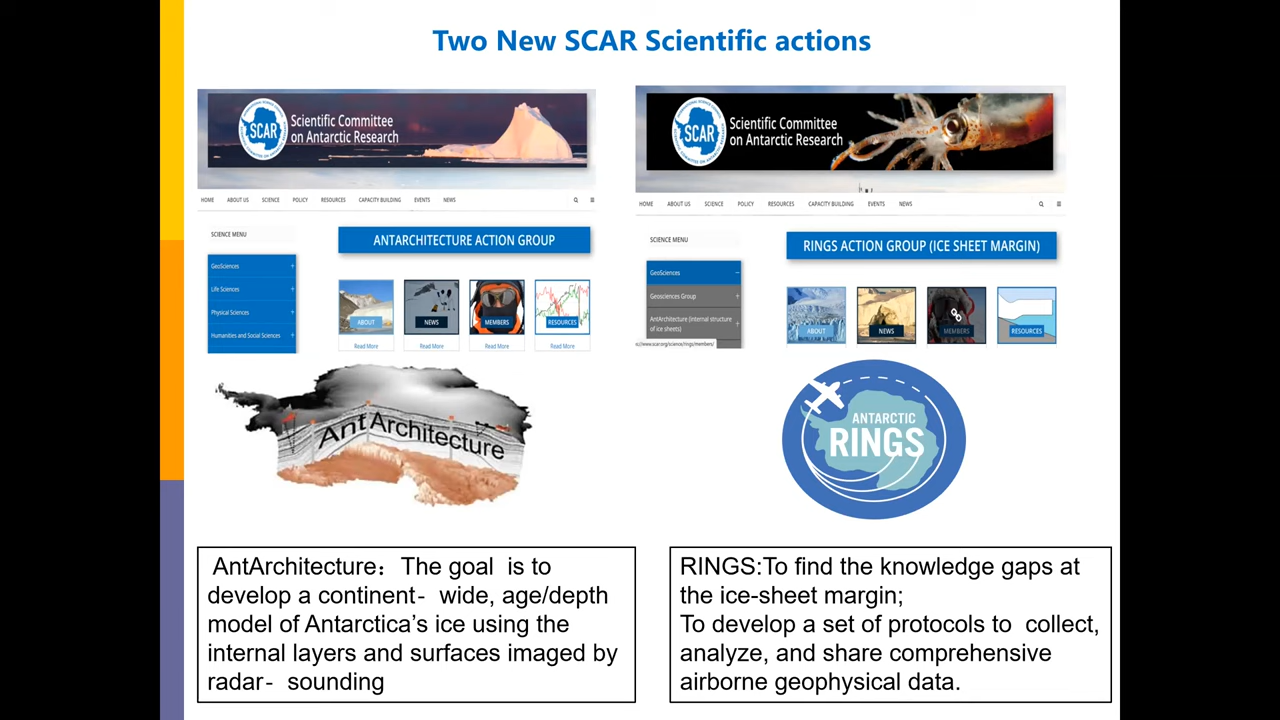 Two New SCAR Scientific actions
SCAR
Scientific Committee
on Antarctic Research
HOME ABOUT US SCIENCE POLICY RESOURCES CAPACITY BUILDING EVENTS NEWS
SCIENCE MENU
ANTARCHITECTURE ACTION GROUP
GeoSciences +
Life Sciences +
Physical Sciences +
Humanities and Social Sciences +
ABOUT NEWS MEMBERS RESOURCES
Read More Read More Read More Read More
AntArchitecture
SCAR
Scientific Committee
on Antarctic Research
HOME ABOUT US SCIENCE POLICY RESOURCES CAPACITY BUILDING EVENTS NEWS
SCIENCE MENU
RINGS ACTION GROUP (ICE SHEET MARGIN)
GeoSciences −
Geosciences Group +
AntArchitecture (internal structure +
of ice sheets)
ABOUT NEWS MEMBERS RESOURCES
ANTARCTIC
RINGS
AntArchitecture：The goal is to
develop a continent- wide, age/depth
model of Antarctica’s ice using the
internal layers and surfaces imaged by
radar- sounding
RINGS:To find the knowledge gaps at
the ice-sheet margin;
To develop a set of protocols to collect,
analyze, and share comprehensive
airborne geophysical data.